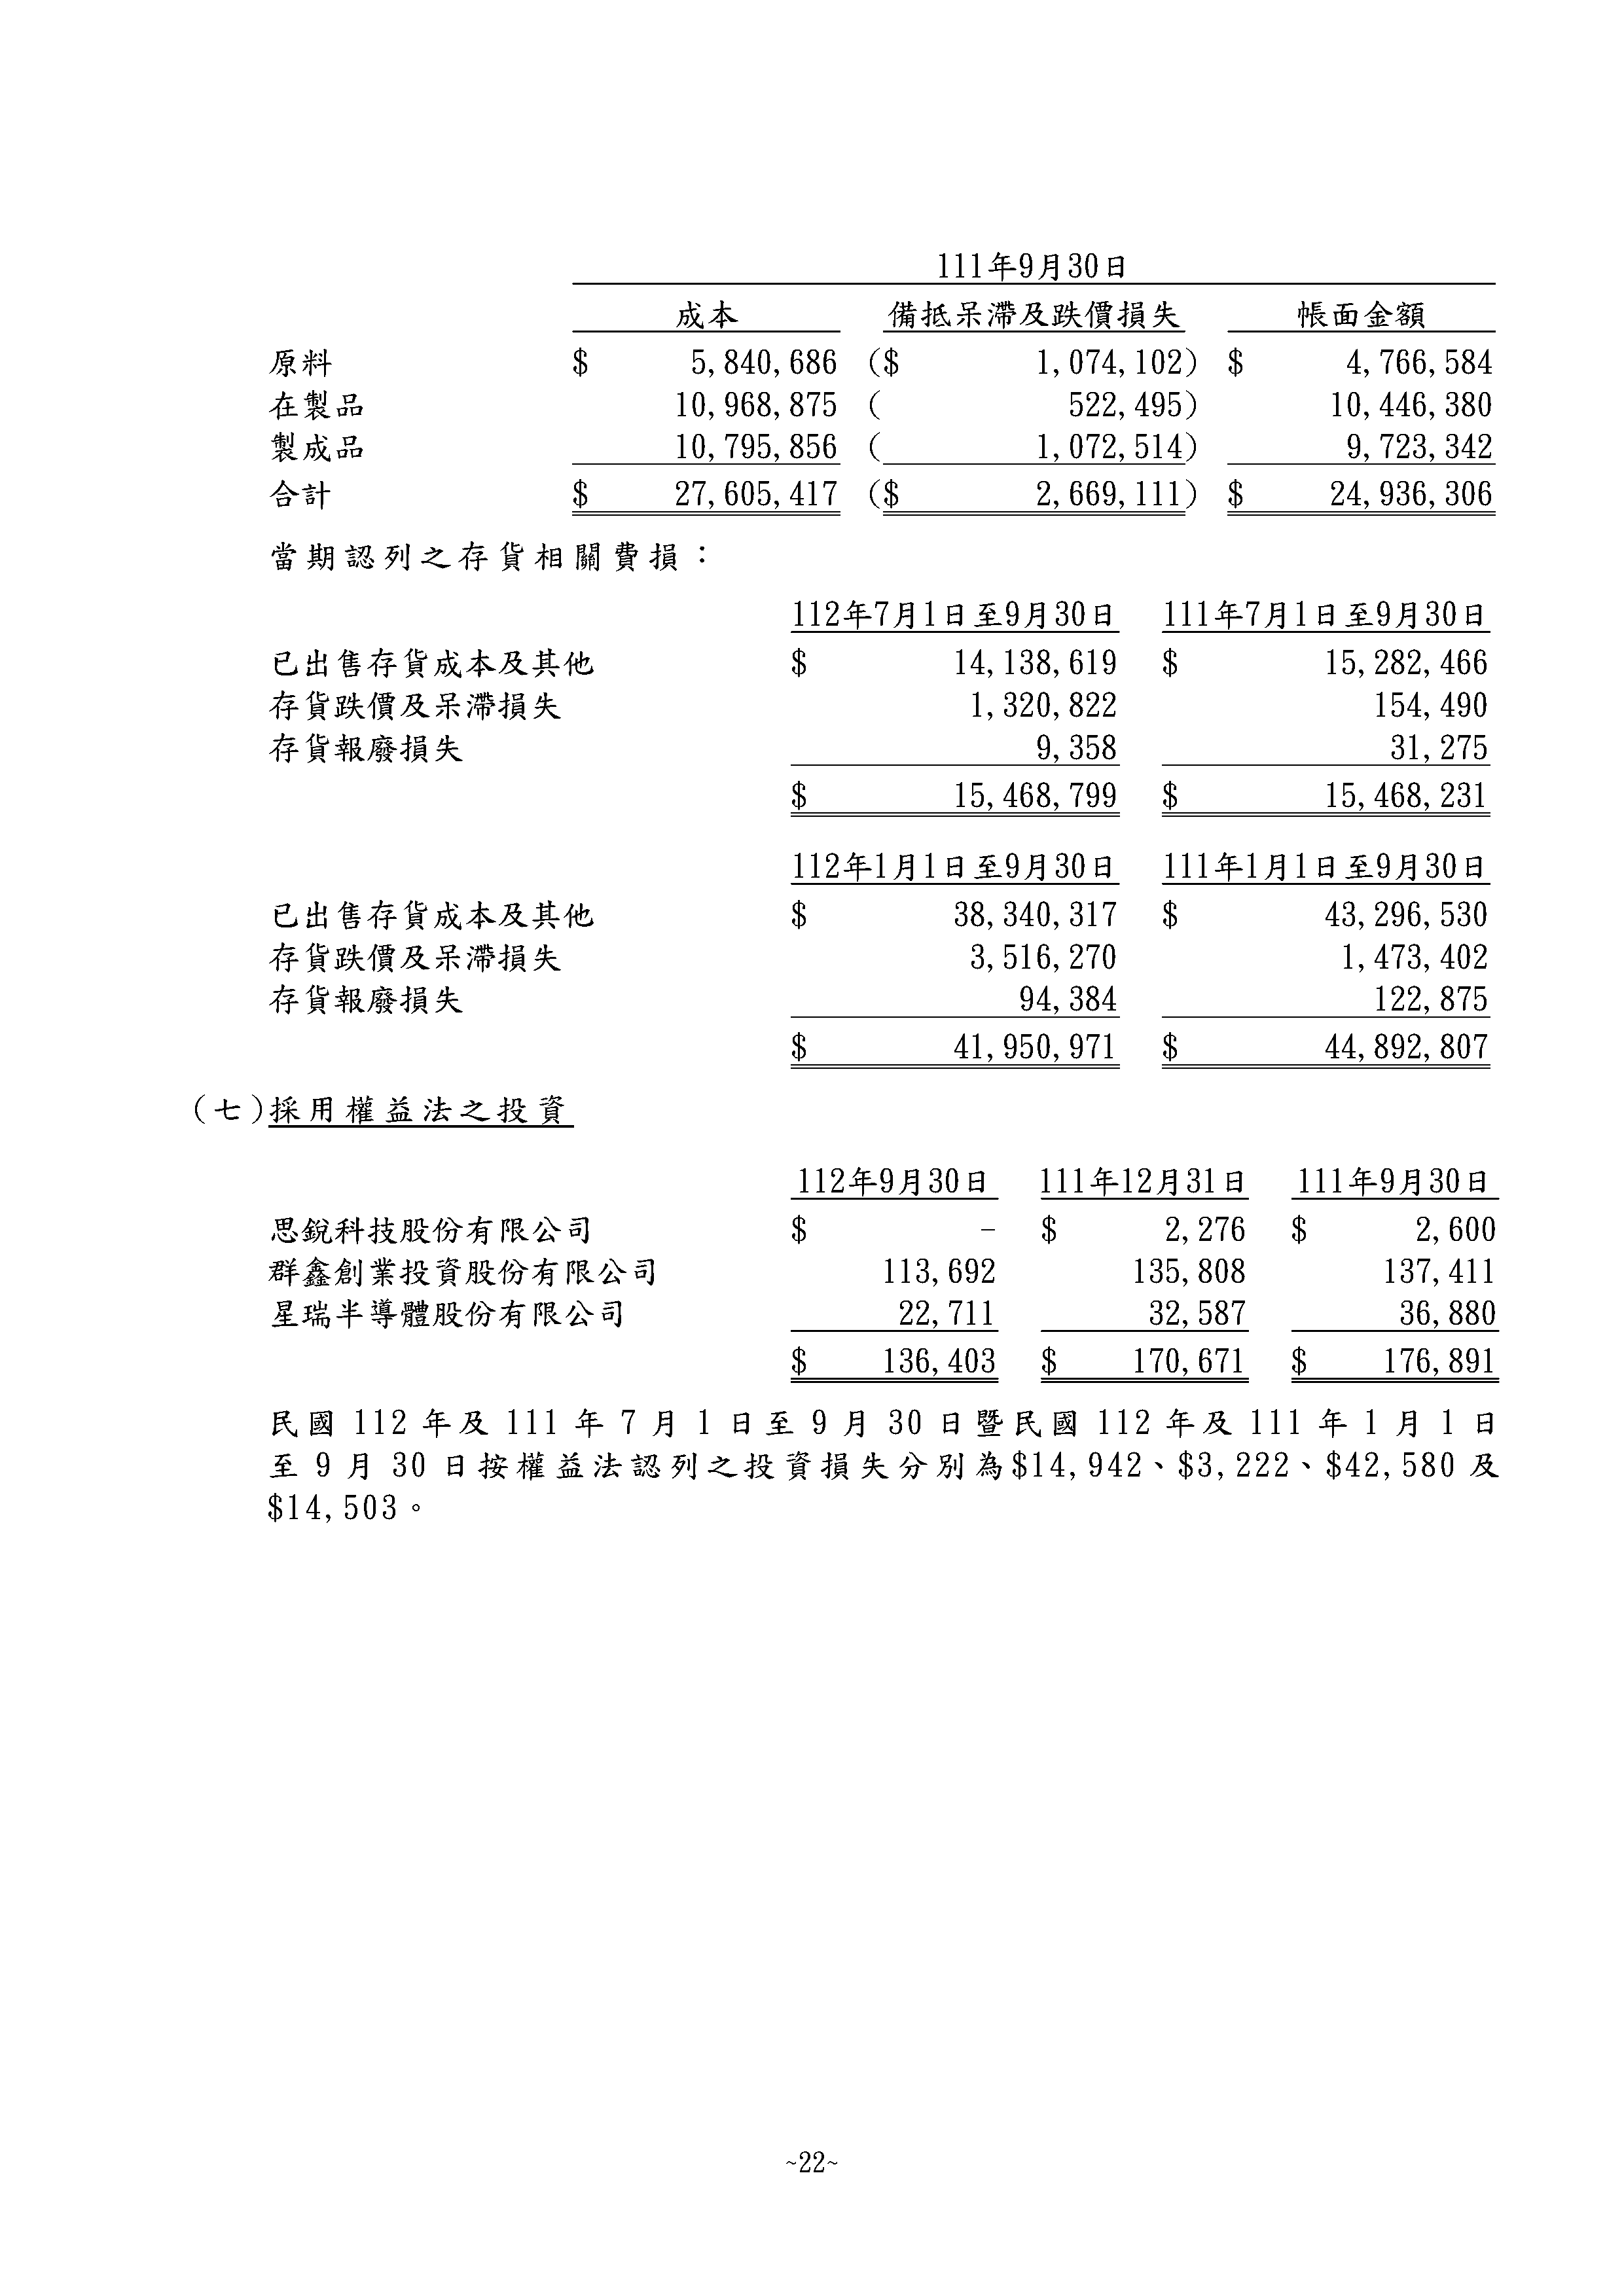 111年9月30日
成本 備抵呆滯及跌價損失 帳面金額
原料 $ 5,840,686 ($ 1,074,102) $ 4,766,584
在製品 10,968,875 ( 522,495) 10,446,380
製成品 10,795,856 ( 1,072,514) 9,723,342
合計 $ 27,605,417 ($ 2,669,111) $ 24,936,306
當期認列之存貨相關費損：
112年7月1日至9月30日 111年7月1日至9月30日
已出售存貨成本及其他 $ 14,138,619 $ 15,282,466
存貨跌價及呆滯損失 1,320,822 154,490
存貨報廢損失 9,358 31,275
$ 15,468,799 $ 15,468,231
112年1月1日至9月30日 111年1月1日至9月30日
已出售存貨成本及其他 $ 38,340,317 $ 43,296,530
存貨跌價及呆滯損失 3,516,270 1,473,402
存貨報廢損失 94,384 122,875
$ 41,950,971 $ 44,892,807
(七)採用權益法之投資
112年9月30日 111年12月31日 111年9月30日
思銳科技股份有限公司 $ - $ 2,276 $ 2,600
群鑫創業投資股份有限公司 113,692 135,808 137,411
星瑞半導體股份有限公司 22,711 32,587 36,880
$ 136,403 $ 170,671 $ 176,891
民國 112 年及 111 年 7 月 1 日至 9 月 30 日暨民國 112 年及 111 年 1 月 1 日
至 9 月 30 日按權益法認列之投資損失分別為$14,942、$3,222、$42,580 及
$14,503。
~22~